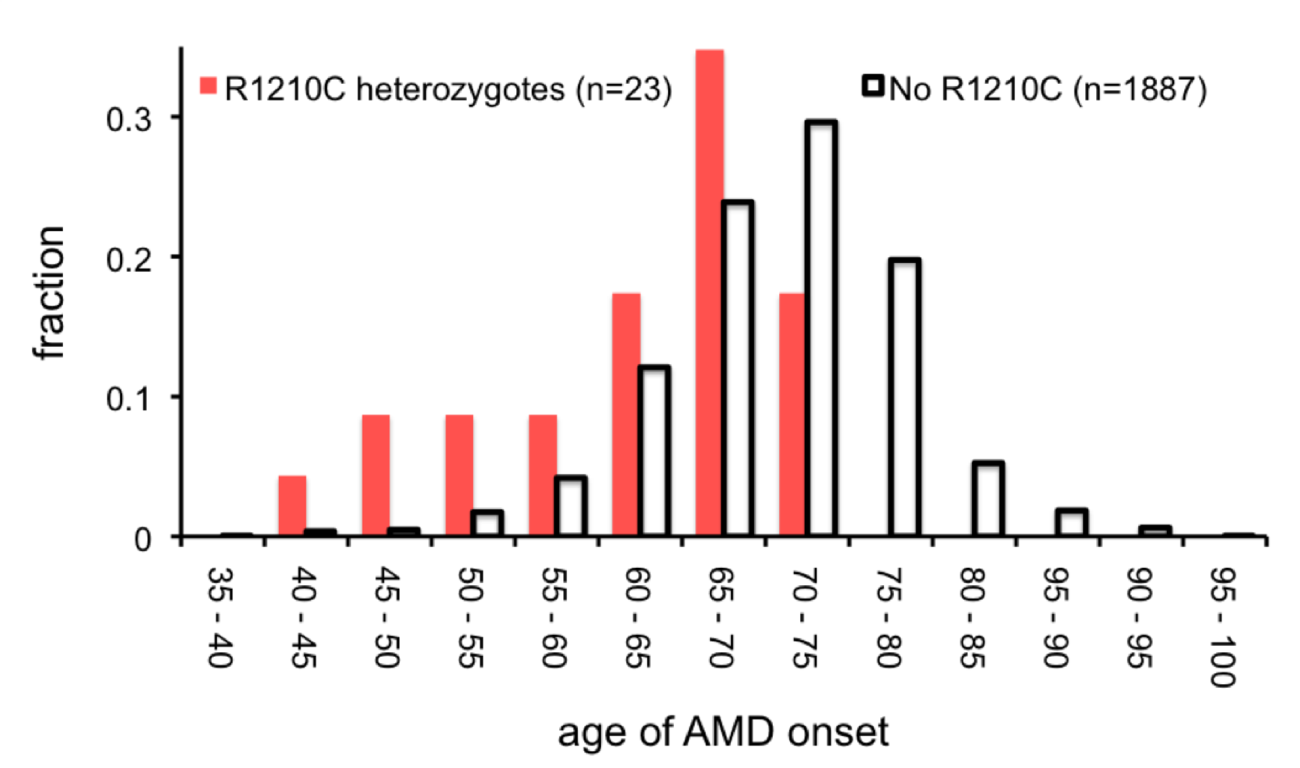 R1210C heterozygotes (n=23)
No R1210C (n=1887)
fraction
0.3
0.2
0.1
0
35 - 40
40 - 45
45 - 50
50 - 55
55 - 60
60 - 65
65 - 70
70 - 75
75 - 80
80 - 85
95 - 90
90 - 95
95 - 100
age of AMD onset